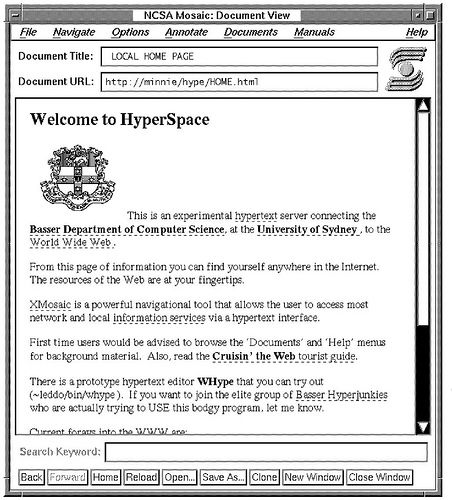 NCSA Mosaic: Document View
File Navigate Options Annotate Documents Manuals Help
Document Title: LOCAL HOME PAGE
Document URL: http://minnie/hype/HOME.html
Welcome to HyperSpace
This is an experimental hypertext server connecting the
Basser Department of Computer Science, at the University of Sydney , to the
World Wide Web .
From this page of information you can find yourself anywhere in the Internet.
The resources of the Web are at your fingertips.
XMosaic is a powerful navigational tool that allows the user to access most
network and local information services via a hypertext interface.
First time users would be advised to browse the 'Documents' and 'Help' menus
for background material. Also, read the Cruisin' the Web tourist guide.
There is a prototype hypertext editor WHype that you can try out
(~leddo/bin/whype ). If you want to join the elite group of Basser Hyperjunkies
who are actually trying to USE this bodgy program, let me know.
Current forays into the WWW are:
Search Keyword:
Back Forward Home Reload Open... Save As... Clone New Window Close Window